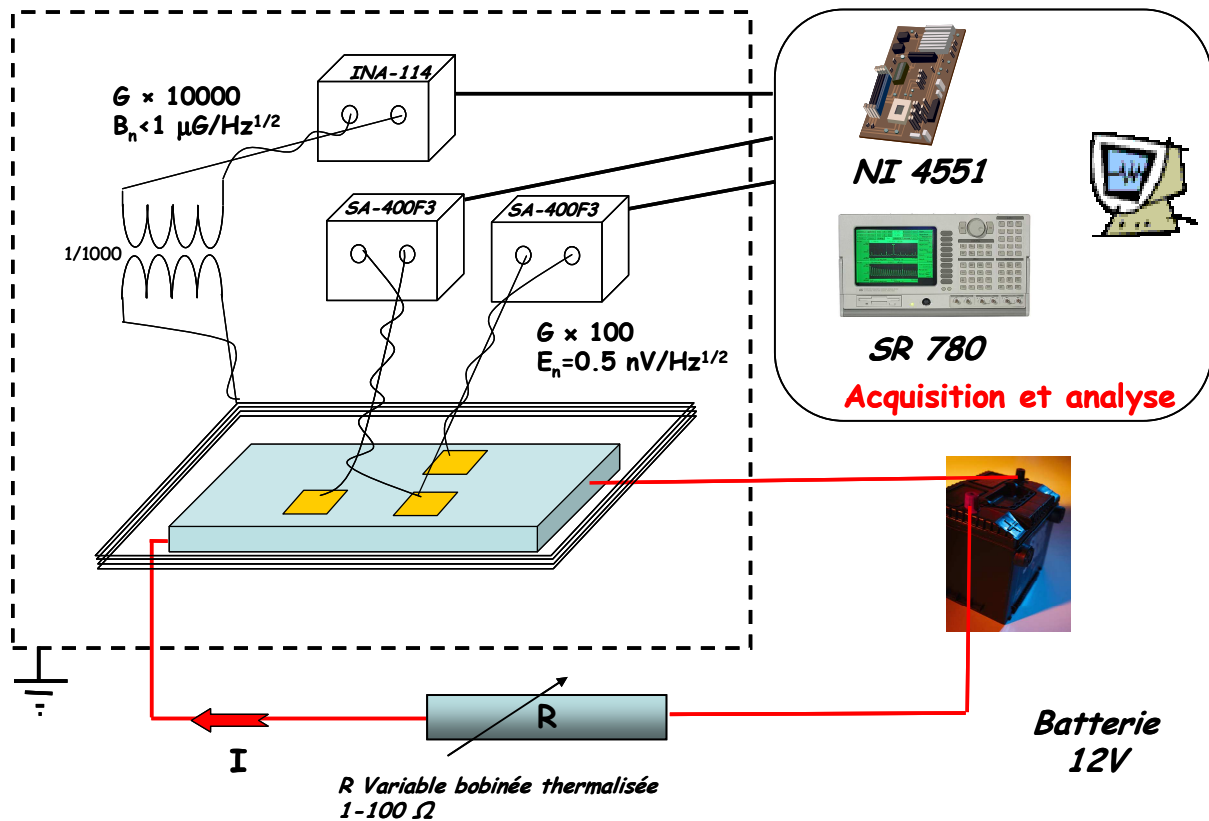 INA-114
G × 10000
Bn<1 μG/Hz1/2
1/1000
SA-400F3
SA-400F3
G × 100
En=0.5 nV/Hz1/2
NI 4551
SR 780
Acquisition et analyse
R
I
R Variable bobinée thermalisée
1-100 Ω
Batterie
12V